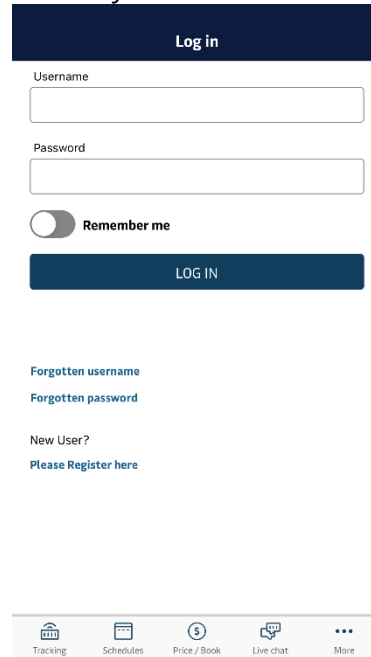 Log in
Username
Password
Remember me
LOG IN
Forgotten username
Forgotten password
New User?
Please Register here
Tracking Schedules Price / Book Live chat More